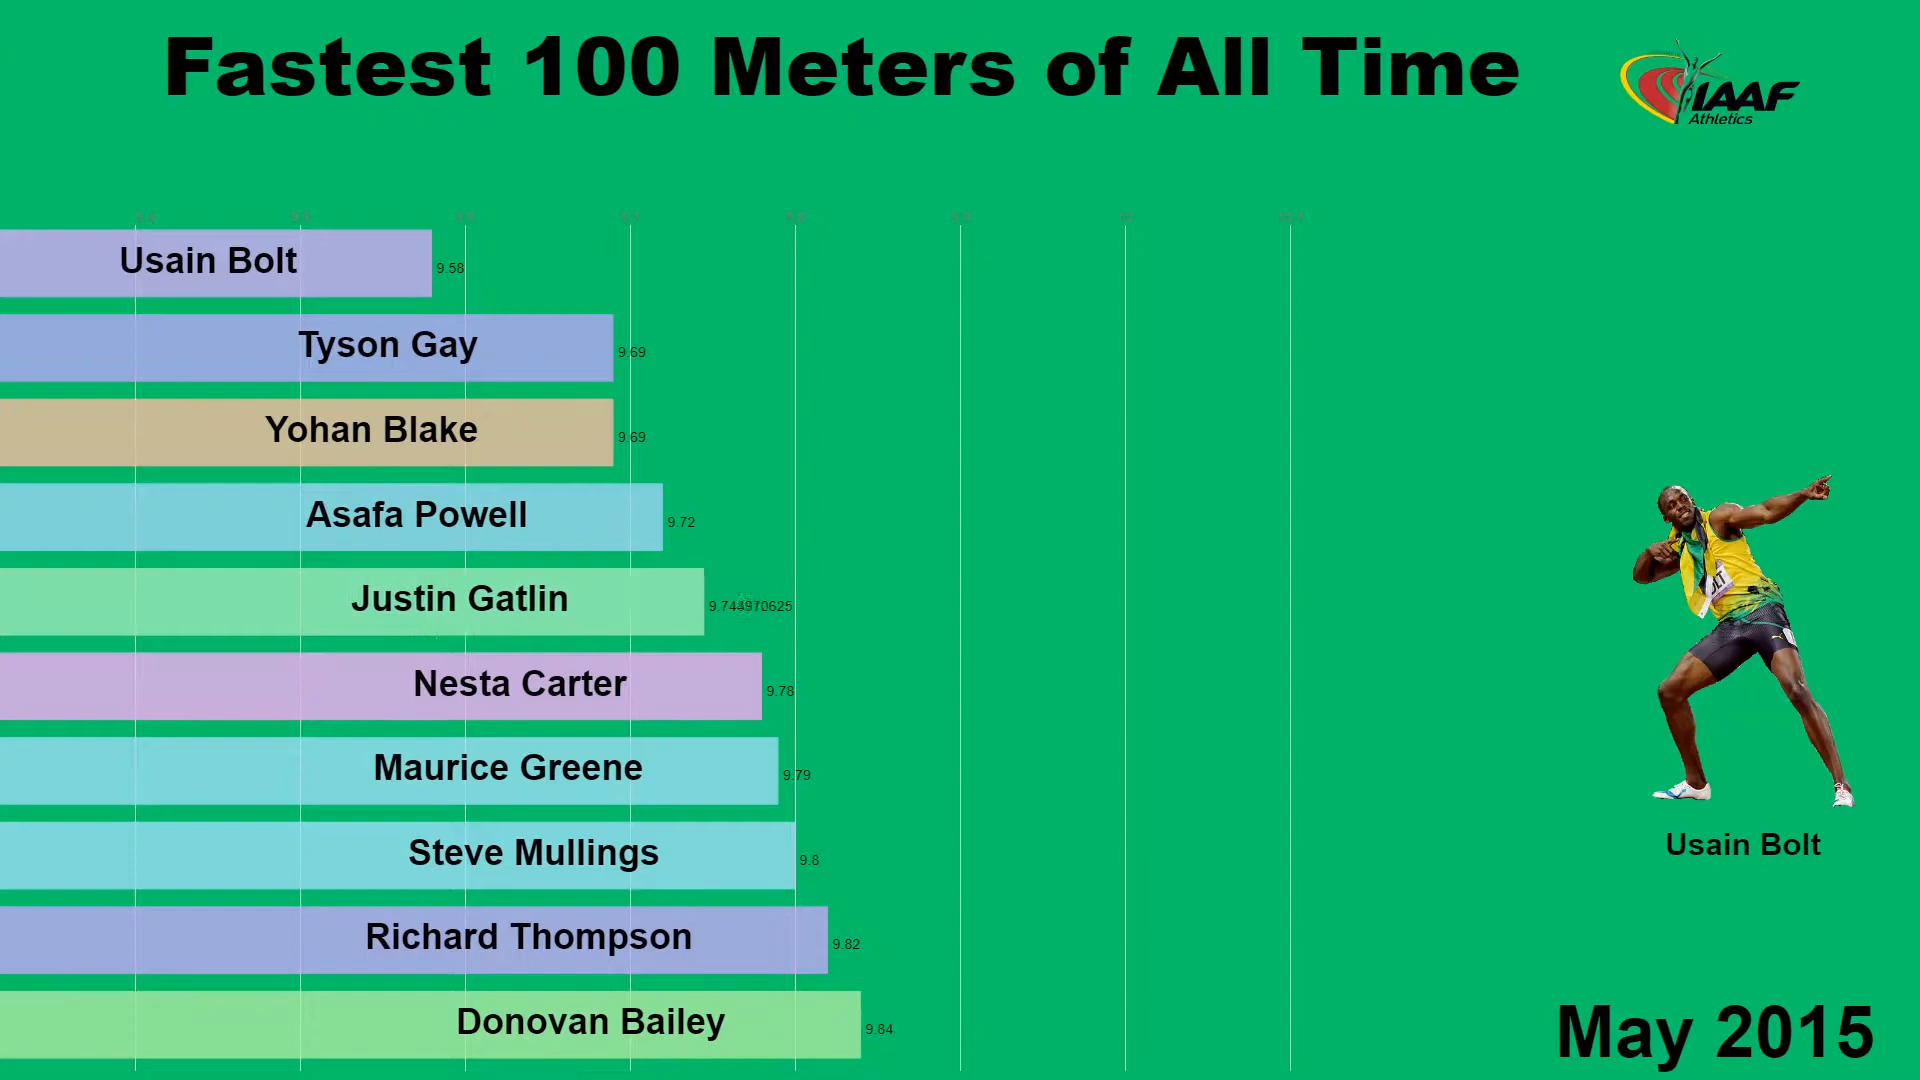 Fastest 100 Meters of All Time
IAAF
Athletics
Usain Bolt
9.58
Tyson Gay
9.69
Yohan Blake
9.69
Asafa Powell
9.72
Justin Gatlin
Nesta Carter
9.78
Maurice Greene
9.79
Steve Mullings
9.8
Richard Thompson
9.82
Donovan Bailey
9.84
Usain Bolt
May 2015